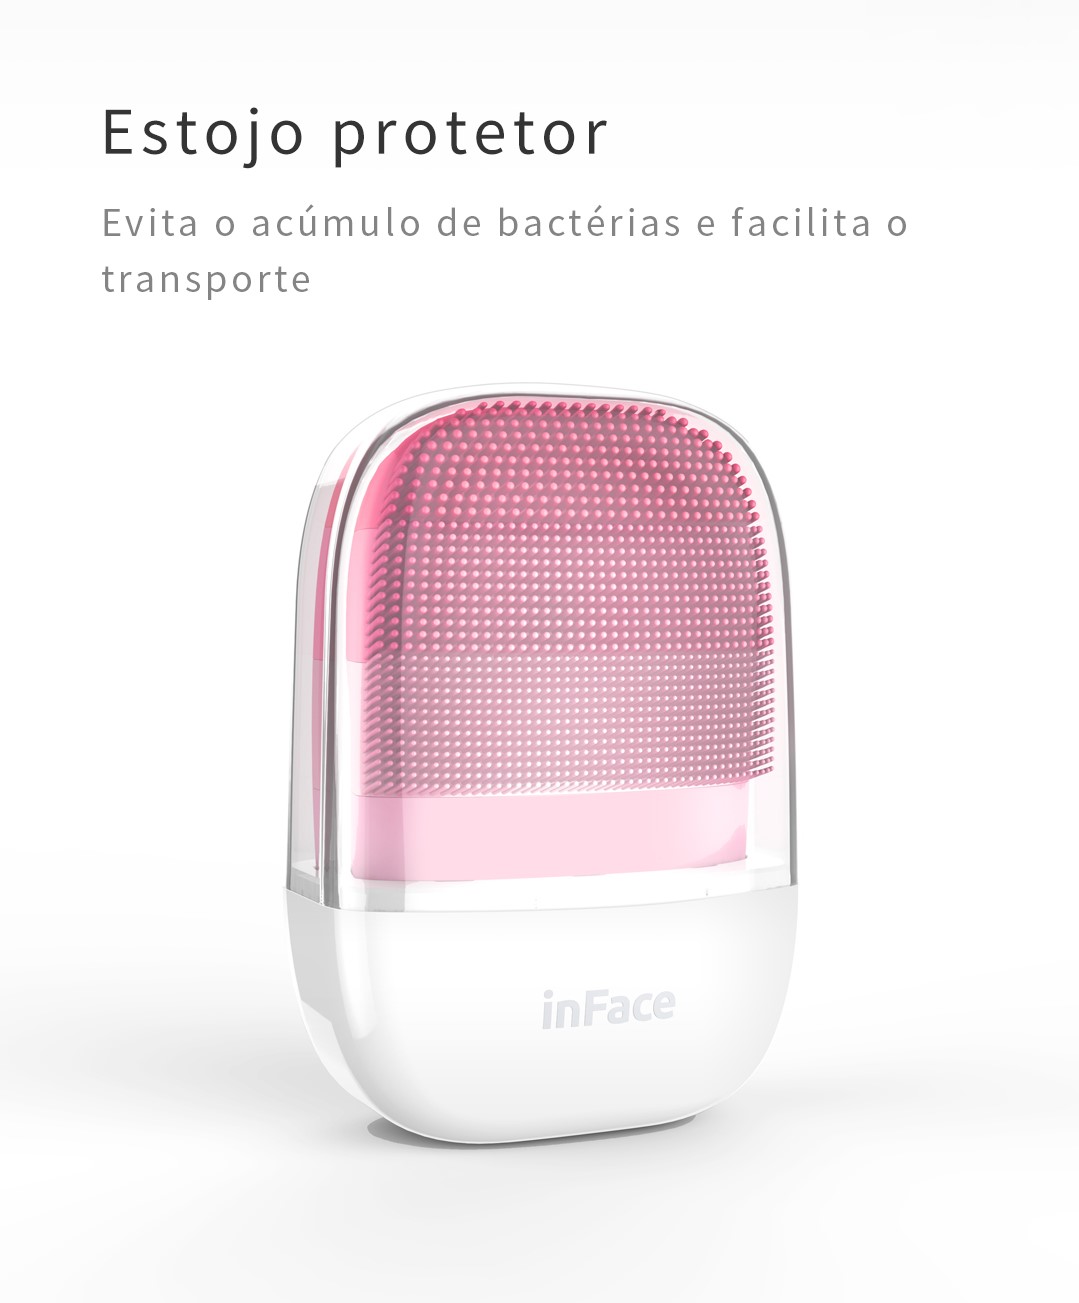 Estojo protetor
Evita o acúmulo de bactérias e facilita o
transporte
inFace